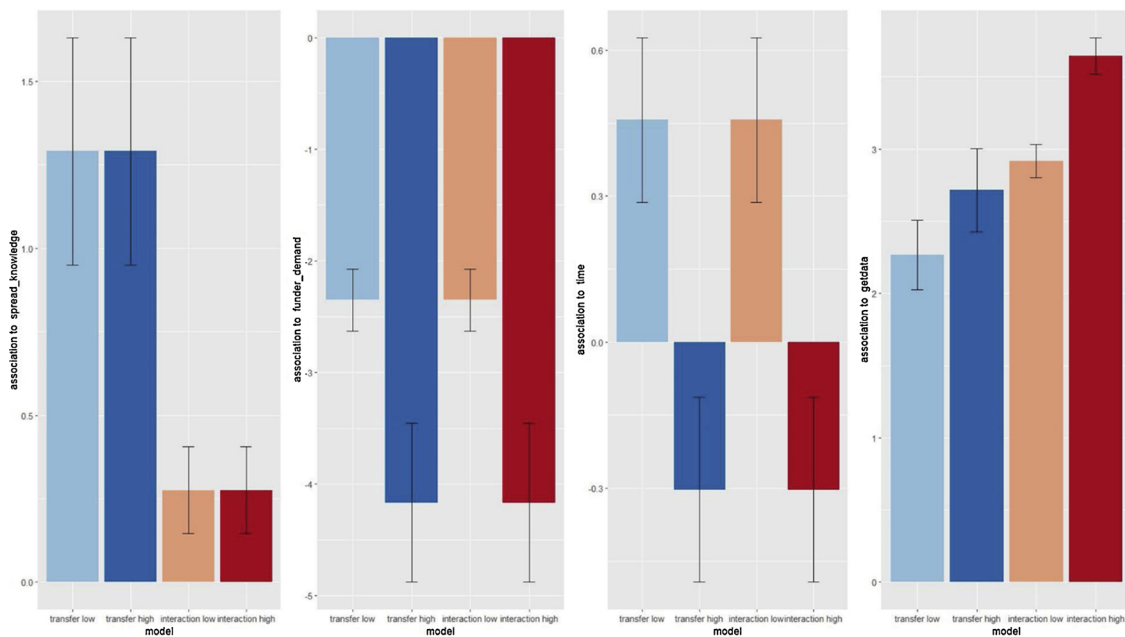 association to spread_knowledge
1.5
1.0
0.5
0.0
transfer low transfer high interaction low interaction high
model
association to funder_demand
0
-1
-2
-3
-4
-5
transfer low transfer high interaction low interaction high
model
association to time
0.6
0.3
0.0
-0.3
transfer low transfer high interaction low interaction high
model
association to getdata
3
2
1
0
transfer low transfer high interaction low interaction high
model